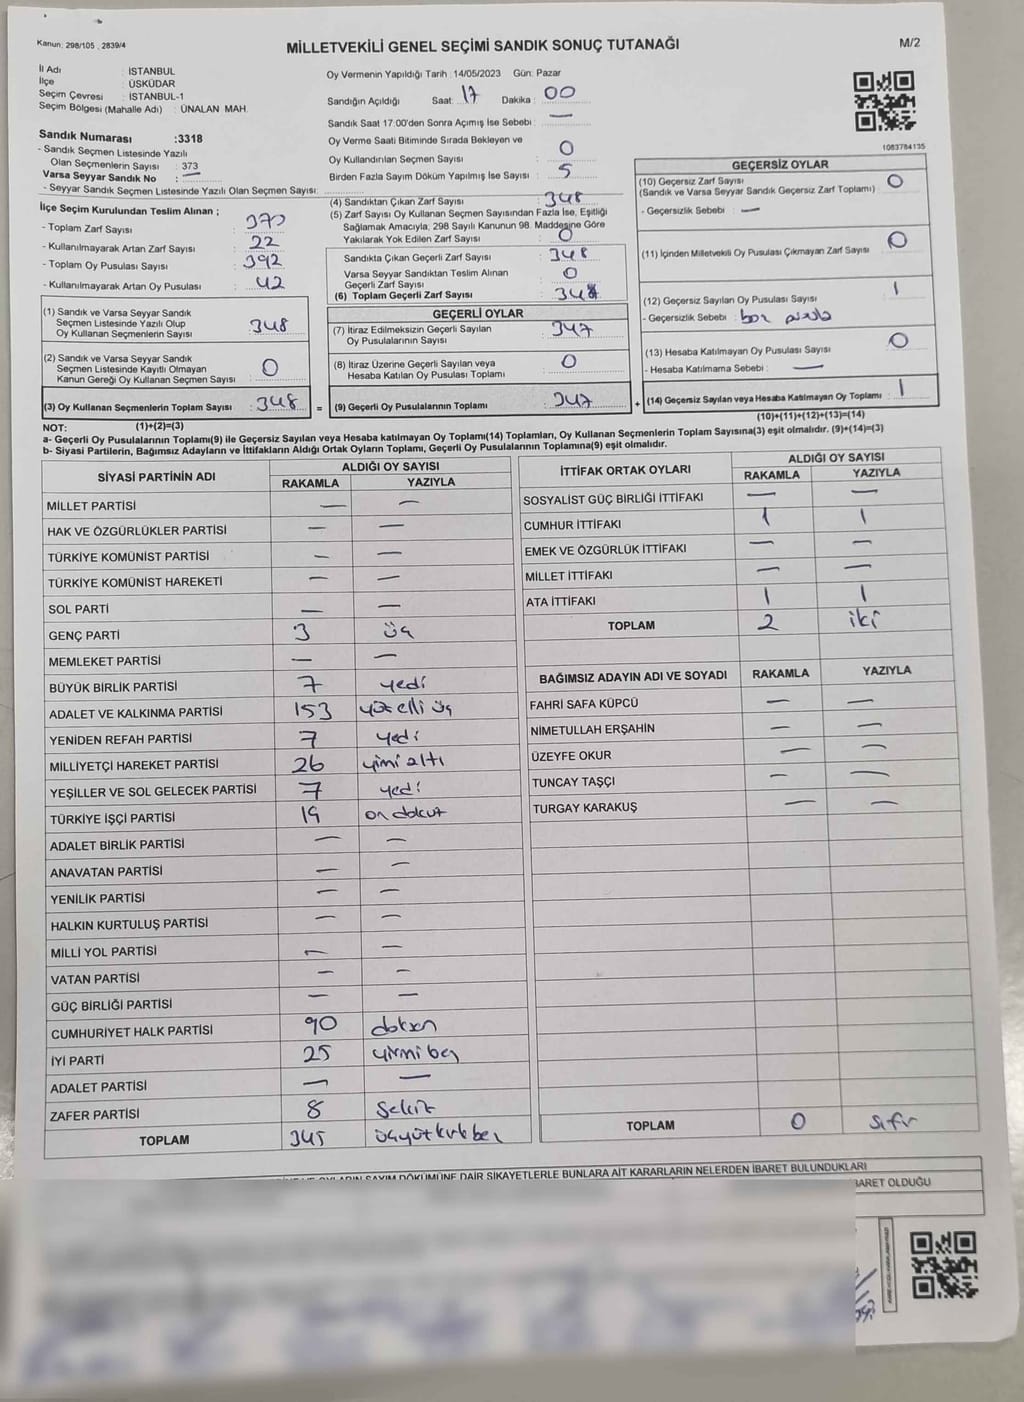 Kanun: 298/105 , 2839/4
MİLLETVEKİLİ GENEL SEÇİMİ SANDIK SONUÇ TUTANAĞI
M/2
İl Adı : İSTANBUL
İlçe : ÜSKÜDAR
Seçim Çevresi : İSTANBUL-1
Seçim Bölgesi (Mahalle Adı) : ÜNALAN MAH.
Oy Vermenin Yapıldığı Tarih : 14/05/2023 Gün: Pazar
Sandığın Açıldığı Saat: 17 Dakika : 00
Sandık Saat 17:00'den Sonra Açılmış İse Sebebi : —
Oy Verme Saati Bitiminde Sırada Bekleyen ve
Oy Kullandırılan Seçmen Sayısı : 0
Birden Fazla Sayım Döküm Yapılmış İse Sayısı : 5
Sandık Numarası :3318
- Sandık Seçmen Listesinde Yazılı
Olan Seçmenlerin Sayısı : 373
Varsa Seyyar Sandık No : —
- Seyyar Sandık Seçmen Listesinde Yazılı Olan Seçmen Sayısı:
1083784135
İlçe Seçim Kurulundan Teslim Alınan ;
- Toplam Zarf Sayısı : 370
- Kullanılmayarak Artan Zarf Sayısı : 22
- Toplam Oy Pusulası Sayısı : 392
- Kullanılmayarak Artan Oy Pusulası : 42
(1) Sandık ve Varsa Seyyar Sandık
Seçmen Listesinde Yazılı Olup
Oy Kullanan Seçmenlerin Sayısı : 348
(2) Sandık ve Varsa Seyyar Sandık
Seçmen Listesinde Kayıtlı Olmayan
Kanun Gereği Oy Kullanan Seçmen Sayısı : 0
(3) Oy Kullanan Seçmenlerin Toplam Sayısı : 348
(4) Sandıktan Çıkan Zarf Sayısı : 348
(5) Zarf Sayısı Oy Kullanan Seçmen Sayısından Fazla İse, Eşitliği
Sağlamak Amacıyla; 298 Sayılı Kanunun 98. Maddesine Göre
Yakılarak Yok Edilen Zarf Sayısı : 0
Sandıkta Çıkan Geçerli Zarf Sayısı : 348
Varsa Seyyar Sandıktan Teslim Alınan
Geçerli Zarf Sayısı : 0
(6) Toplam Geçerli Zarf Sayısı : 348
GEÇERLİ OYLAR
(7) İtiraz Edilmeksizin Geçerli Sayılan
Oy Pusulalarının Sayısı : 347
(8) İtiraz Üzerine Geçerli Sayılan veya
Hesaba Katılan Oy Pusulası Toplamı : 0
= (9) Geçerli Oy Pusulalarının Toplamı : 347
GEÇERSİZ OYLAR
(10) Geçersiz Zarf Sayısı
(Sandık ve Varsa Seyyar Sandık Geçersiz Zarf Toplamı) : 0
- Geçersizlik Sebebi : —
(11) İçinden Milletvekili Oy Pusulası Çıkmayan Zarf Sayısı : 0
(12) Geçersiz Sayılan Oy Pusulası Sayısı : 1
- Geçersizlik Sebebi : boş pusula
(13) Hesaba Katılmayan Oy Pusulası Sayısı : 0
- Hesaba Katılmama Sebebi : —
+ (14) Geçersiz Sayılan veya Hesaba Katılmayan Oy Toplamı : 1
NOT: (1)+(2)=(3)
(10)+(11)+(12)+(13)=(14)
a- Geçerli Oy Pusulalarının Toplamı(9) ile Geçersiz Sayılan veya Hesaba katılmayan Oy Toplamı(14) Toplamları, Oy Kullanan Seçmenlerin Toplam Sayısına(3) eşit olmalıdır. (9)+(14)=(3)
b- Siyasi Partilerin, Bağımsız Adayların ve İttifakların Aldığı Ortak Oyların Toplamı, Geçerli Oy Pusulalarının Toplamına(9) eşit olmalıdır.
SİYASİ PARTİNİN ADI
ALDIĞI OY SAYISI
RAKAMLA YAZIYLA
MİLLET PARTİSİ — —
HAK VE ÖZGÜRLÜKLER PARTİSİ — —
TÜRKİYE KOMÜNİST PARTİSİ — —
TÜRKİYE KOMÜNİST HAREKETİ — —
SOL PARTİ — —
GENÇ PARTİ 3 üç
MEMLEKET PARTİSİ — —
BÜYÜK BİRLİK PARTİSİ 7 yedi
ADALET VE KALKINMA PARTİSİ 153 yüzelli üç
YENİDEN REFAH PARTİSİ 7 yedi
MİLLİYETÇİ HAREKET PARTİSİ 26 yimi altı
YEŞİLLER VE SOL GELECEK PARTİSİ 7 yedi
TÜRKİYE İŞÇİ PARTİSİ 19 on dokuz
ADALET BİRLİK PARTİSİ — —
ANAVATAN PARTİSİ — —
YENİLİK PARTİSİ — —
HALKIN KURTULUŞ PARTİSİ — —
MİLLİ YOL PARTİSİ — —
VATAN PARTİSİ — —
GÜÇ BİRLİĞİ PARTİSİ — —
CUMHURİYET HALK PARTİSİ 90 doksan
İYİ PARTİ 25 yirmi beş
ADALET PARTİSİ — —
ZAFER PARTİSİ 8 sekiz
TOPLAM 345 üçyüzkırkbeş
İTTİFAK ORTAK OYLARI
ALDIĞI OY SAYISI
RAKAMLA YAZIYLA
SOSYALİST GÜÇ BİRLİĞİ İTTİFAKI — —
CUMHUR İTTİFAKI 1 1
EMEK VE ÖZGÜRLÜK İTTİFAKI — —
MİLLET İTTİFAKI — —
ATA İTTİFAKI 1 1
TOPLAM 2 iki
BAĞIMSIZ ADAYIN ADI VE SOYADI RAKAMLA YAZIYLA
FAHRİ SAFA KÜPCÜ — —
NİMETULLAH ERŞAHİN — —
ÜZEYFE OKUR — —
TUNCAY TAŞÇI — —
TURGAY KARAKUŞ — —
TOPLAM 0 sıfır
OYLARIN SAYIM DÖKÜMÜNE DAİR ŞİKAYETLERLE BUNLARA AİT KARARLARIN NELERDEN İBARET BULUNDUKLARI
İBARET OLDUĞU